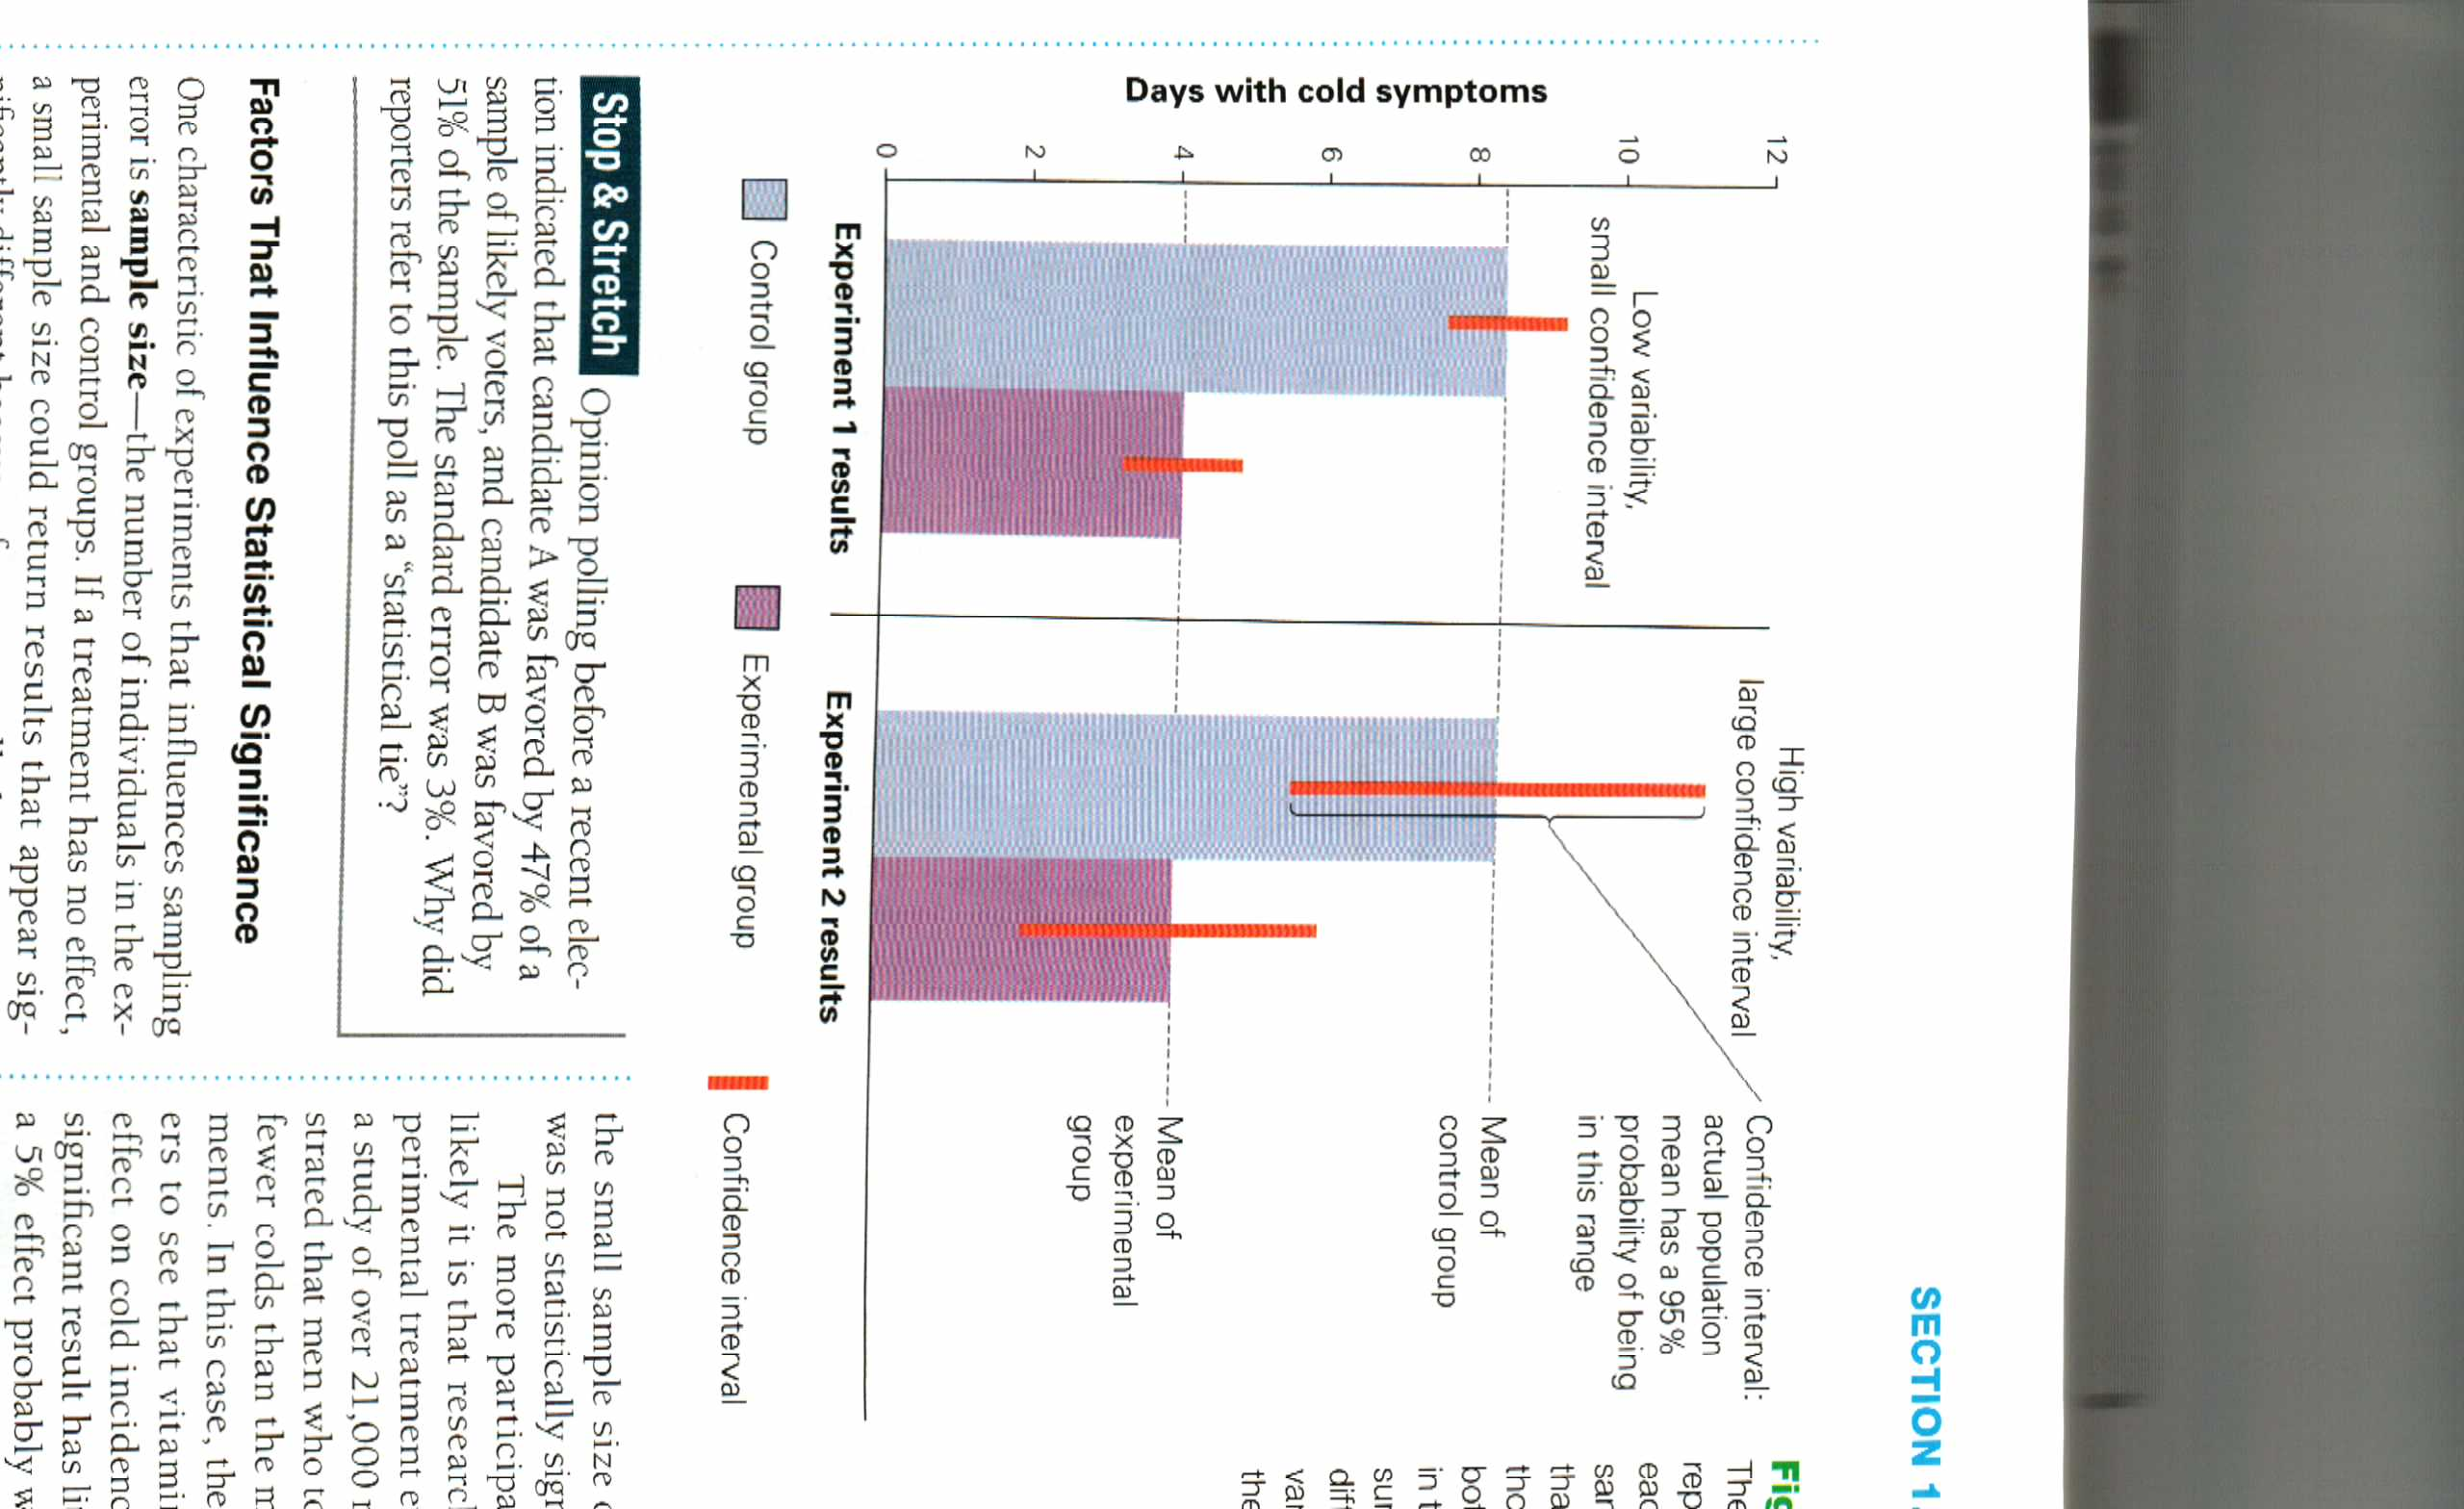 SECTION 1.
Days with cold symptoms
12
10
8
6
4
2
0
Low variability,
small confidence interval
High variability,
large confidence interval
Confidence interval:
actual population
mean has a 95%
probability of being
in this range
Mean of
control group
Mean of
experimental
group
Experiment 1 results
Experiment 2 results
Control group
Experimental group
Confidence interval
The
in t
the
Stop & Stretch Opinion polling before a recent elec-
tion indicated that candidate A was favored by 47% of a
sample of likely voters, and candidate B was favored by
51% of the sample. The standard error was 3%. Why did
reporters refer to this poll as a “statistical tie”?
Factors That Influence Statistical Significance
One characteristic of experiments that influences sampling
error is sample size—the number of individuals in the ex-
perimental and control groups. If a treatment has no effect,
a small sample size could return results that appear sig-
the small sample size
was not statistically sign
The more participa
likely it is that research
perimental treatment e
a study of over 21,000
strated that men who to
fewer colds than the m
ments. In this case, the
ers to see that vitami
effect on cold incidenc
significant result has li
a 5% effect probably w